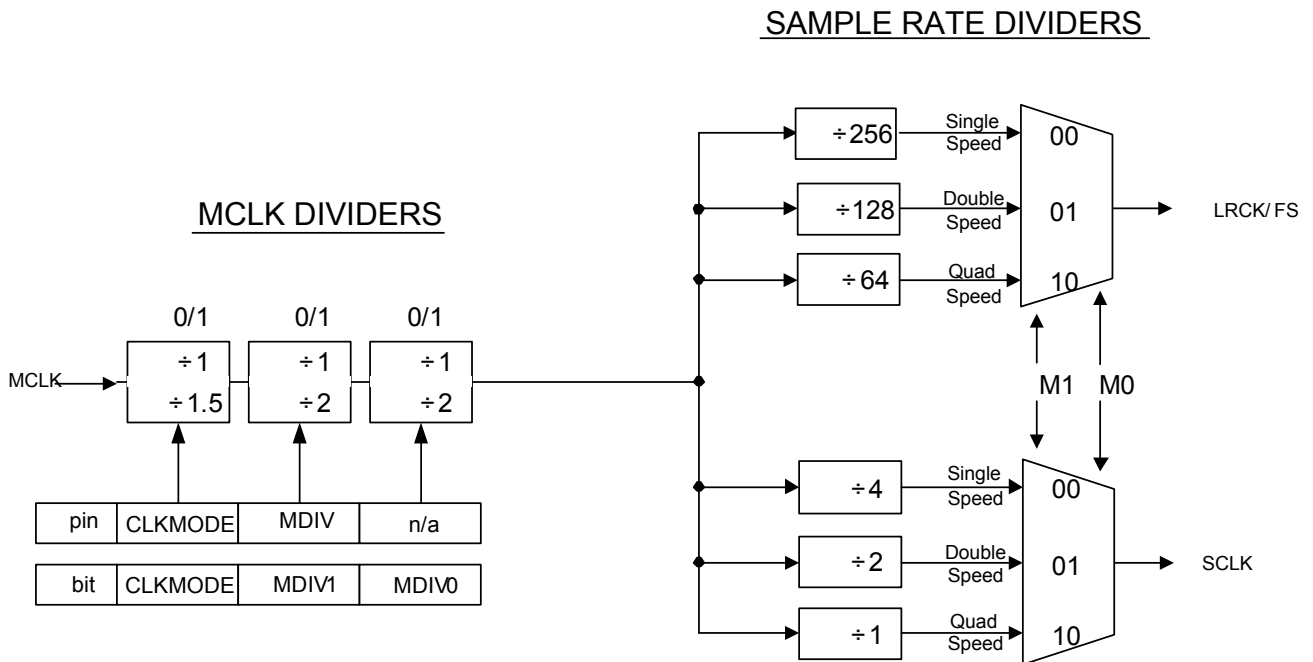 SAMPLE RATE DIVIDERS
÷256
Single
Speed
00
÷128
Double
Speed
01
LRCK/ FS
÷64
Quad
Speed
10
MCLK DIVIDERS
0/1 0/1 0/1
MCLK
÷1 ÷1 ÷1
÷1.5 ÷2 ÷2
M1 M0
pin CLKMODE MDIV n/a
bit CLKMODE MDIV1 MDIV0
÷4
Single
Speed
00
÷2
Double
Speed
01
SCLK
÷1
Quad
Speed
10